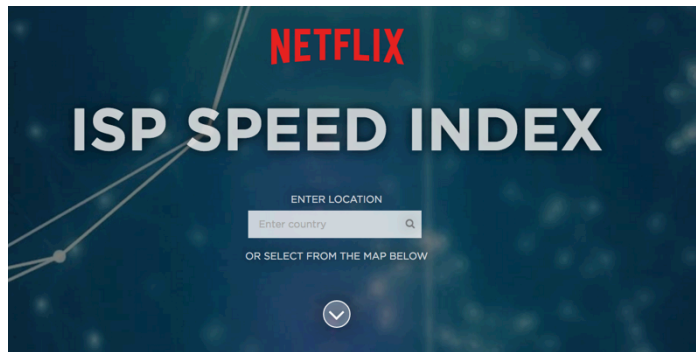 NETFLIX
ISP SPEED INDEX
ENTER LOCATION
Enter country
OR SELECT FROM THE MAP BELOW